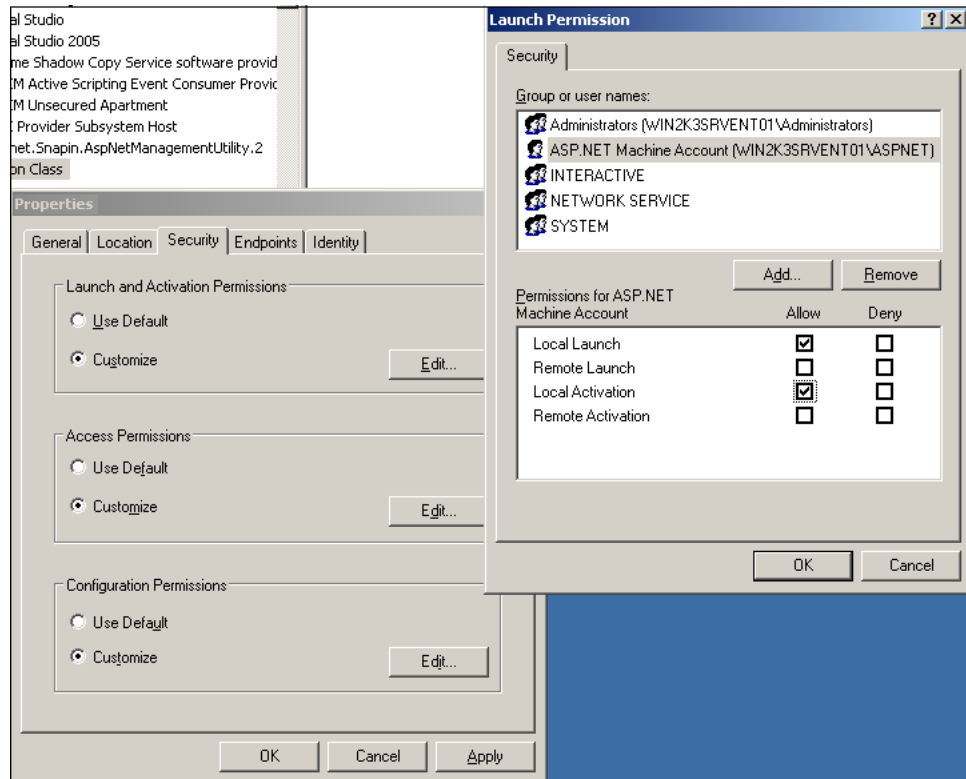 al Studio
al Studio 2005
me Shadow Copy Service software provid
M Active Scripting Event Consumer Provid
M Unsecured Apartment
I Provider Subsystem Host
net.Snapin.AspNetManagementUtility.2
on Class
Properties
General Location Security Endpoints Identity
Launch and Activation Permissions
Use Default
Customize
Edit...
Access Permissions
Use Default
Customize
Edit...
Configuration Permissions
Use Default
Customize
Edit...
OK Cancel Apply
Launch Permission
Security
Group or user names:
Administrators (WIN2K3SRVENT01\Administrators)
ASP.NET Machine Account (WIN2K3SRVENT01\ASPNET)
INTERACTIVE
NETWORK SERVICE
SYSTEM
Add... Remove
Permissions for ASP.NET
Machine Account Allow Deny
Local Launch
Remote Launch
Local Activation
Remote Activation
OK Cancel